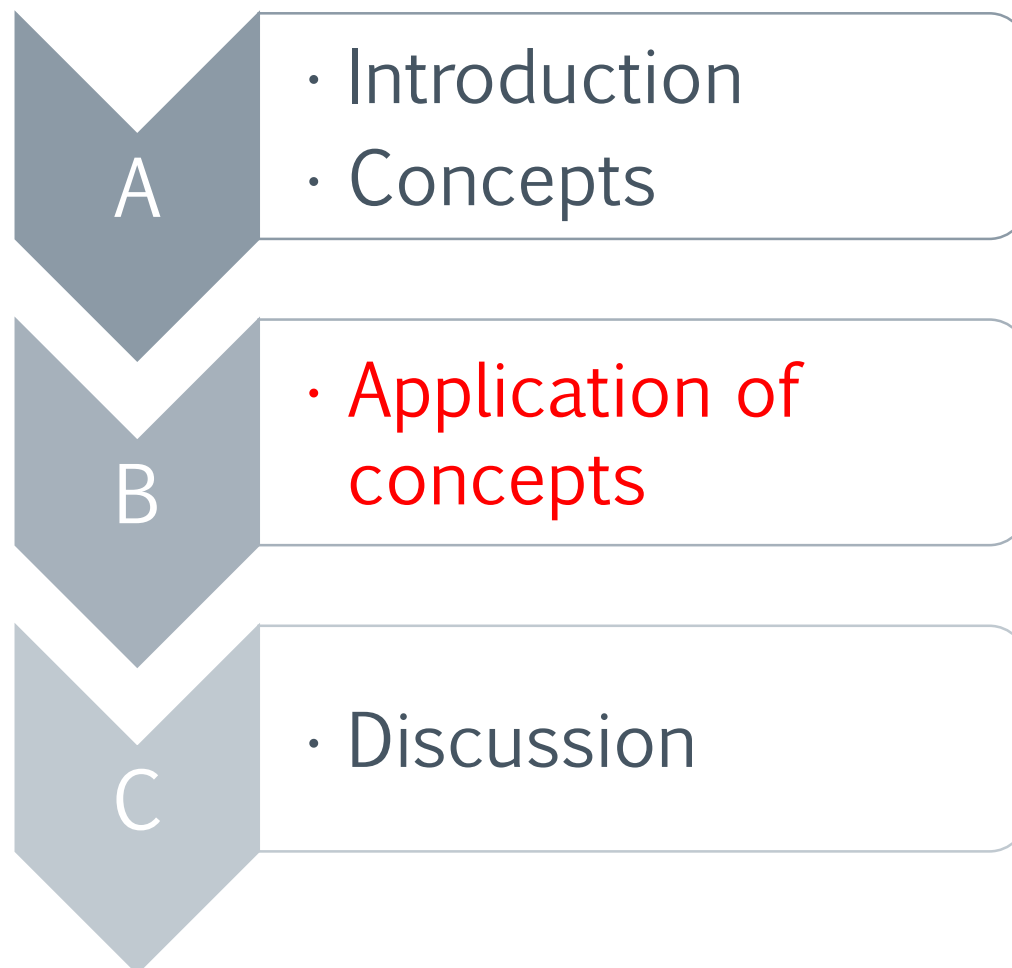 A
· Introduction
· Concepts
B
· Application of
concepts
C
· Discussion